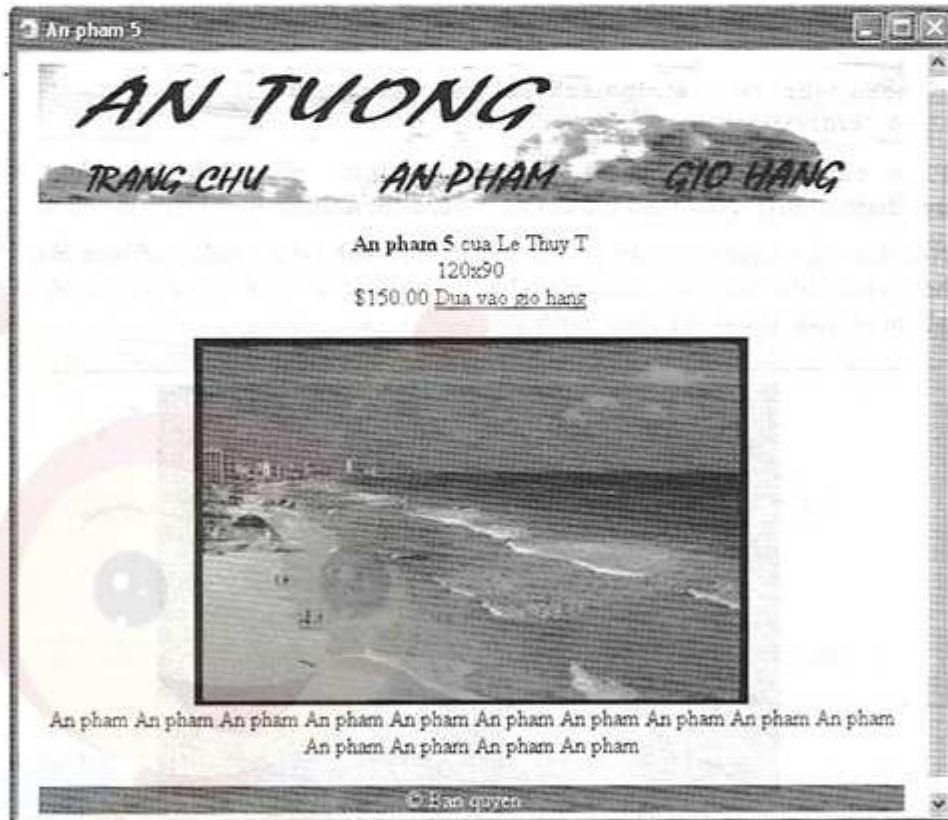 An pham 5
AN TUONG
TRANG CHU AN PHAM GIO HANG
An pham 5 cua Le Thuy T
120x90
$150.00 Dua vao gio hang
An pham An pham An pham An pham An pham An pham An pham An pham An pham An pham
An pham An pham An pham An pham
© Ban quyen